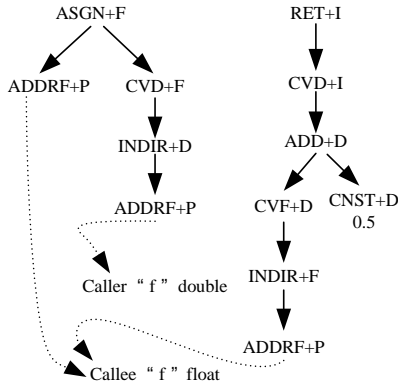 ASGN+F
RET+I
ADDRF+P
CVD+F
CVD+I
INDIR+D
ADD+D
ADDRF+P
CVF+D
CNST+D
0.5
Caller “ f ” double
INDIR+F
ADDRF+P
Callee “ f ” float